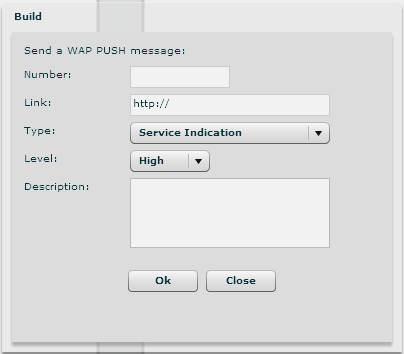 Build
Send a WAP PUSH message:
Number:
Link: http://
Type: Service Indication
Level: High
Description:
Ok Close